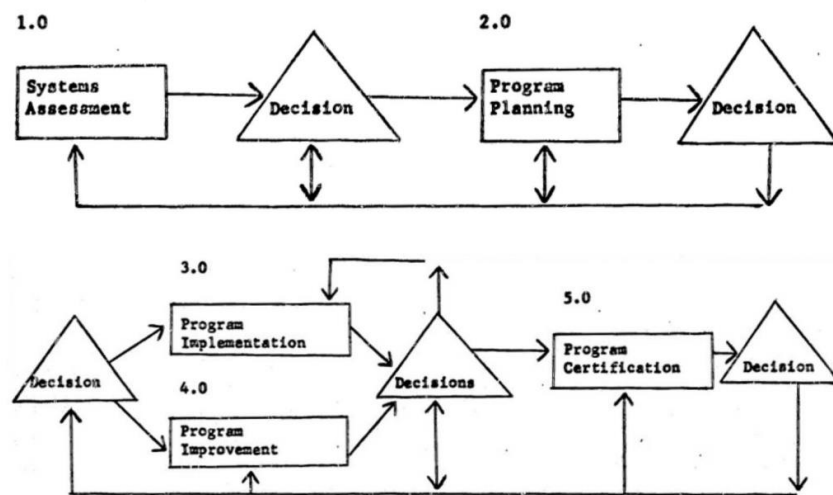 1.0
2.0
Systems
Assessment
Decision
Program
Planning
Decision
3.0
5.0
Program
Implementation
Decision
4.0
Decisions
Program
Certification
Decision
Program
Improvement